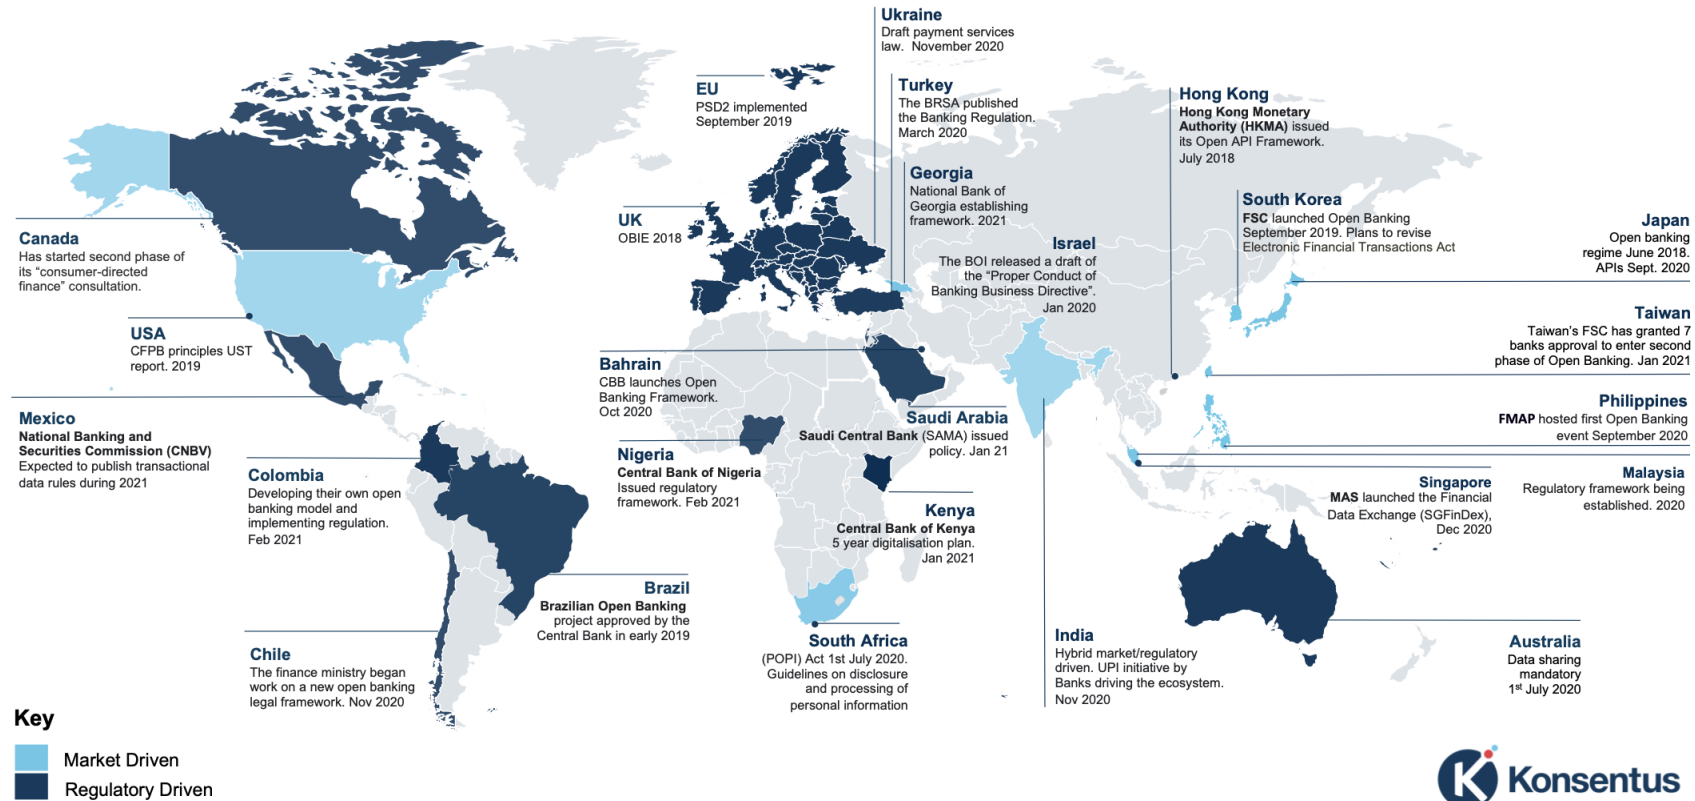 Ukraine
Draft payment services
law. November 2020
Turkey
The BRSA published
the Banking Regulation.
March 2020
EU
PSD2 implemented
September 2019
Hong Kong
Hong Kong Monetary
Authority (HKMA) issued
its Open API Framework.
July 2018
Georgia
National Bank of
Georgia establishing
framework. 2021
UK
OBIE 2018
South Korea
FSC launched Open Banking
September 2019. Plans to revise
Electronic Financial Transactions Act
Japan
Open banking
regime June 2018.
APIs Sept. 2020
Canada
Has started second phase of
its “consumer-directed
finance” consultation.
Israel
The BOI released a draft of
the “Proper Conduct of
Banking Business Directive”.
Jan 2020
USA
CFPB principles UST
report. 2019
Taiwan
Taiwan’s FSC has granted 7
banks approval to enter second
phase of Open Banking. Jan 2021
Bahrain
CBB launches Open
Banking Framework.
Oct 2020
Mexico
National Banking and
Securities Commission (CNBV)
Expected to publish transactional
data rules during 2021
Saudi Arabia
Saudi Central Bank (SAMA) issued
policy. Jan 21
Philippines
FMAP hosted first Open Banking
event September 2020
Colombia
Developing their own open
banking model and
implementing regulation.
Feb 2021
Nigeria
Central Bank of Nigeria
Issued regulatory
framework. Feb 2021
Malaysia
Regulatory framework being
established. 2020
Singapore
MAS launched the Financial
Data Exchange (SGFinDex),
Dec 2020
Kenya
Central Bank of Kenya
5 year digitalisation plan.
Jan 2021
Brazil
Brazilian Open Banking
project approved by the
Central Bank in early 2019
Chile
The finance ministry began
work on a new open banking
legal framework. Nov 2020
South Africa
(POPI) Act 1st July 2020.
Guidelines on disclosure
and processing of
personal information
India
Hybrid market/regulatory
driven. UPI initiative by
Banks driving the ecosystem.
Nov 2020
Australia
Data sharing
mandatory
1st July 2020
Key
Market Driven
Regulatory Driven
Konsentus